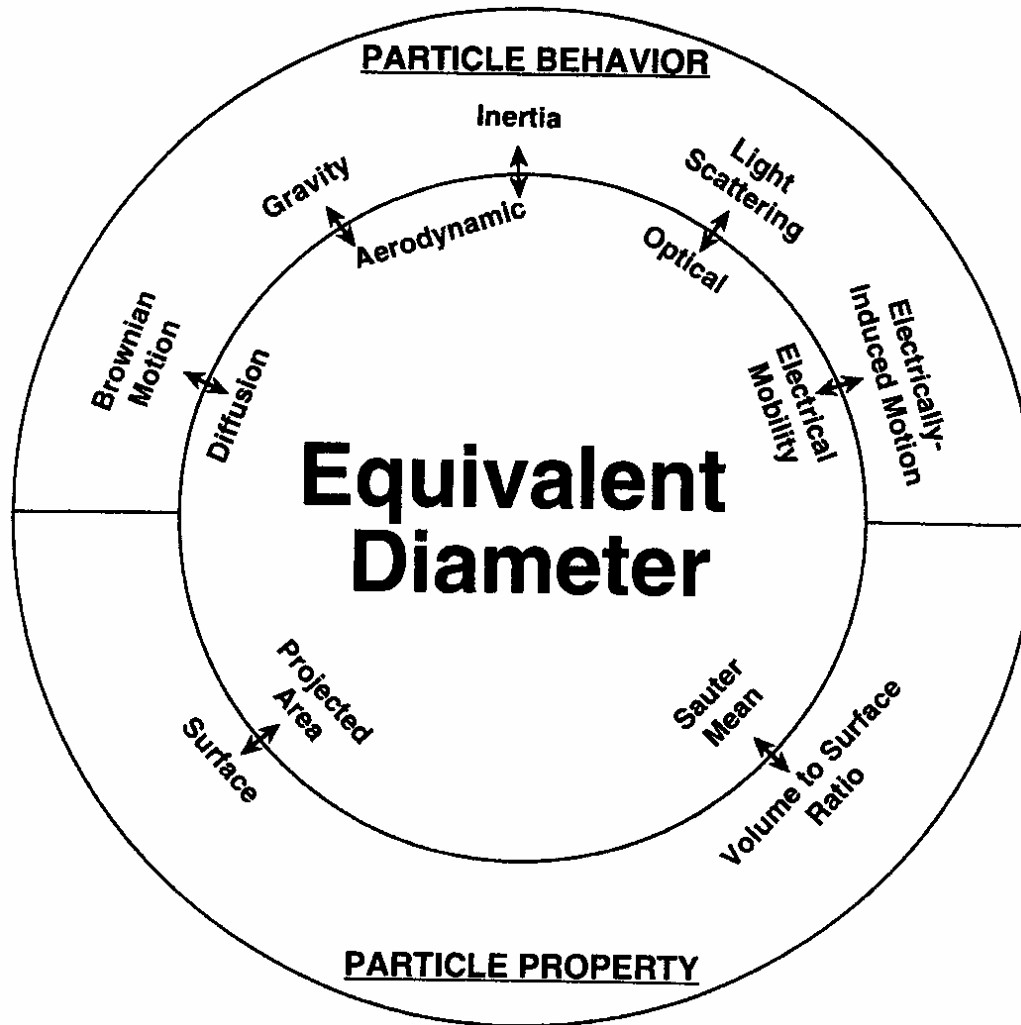 PARTICLE BEHAVIOR
Inertia
Gravity
Light
Scattering
Aerodynamic
Optical
Brownian
Motion
Diffusion
Electrical
Mobility
Electrically-
Induced Motion
Equivalent
Diameter
Projected
Area
Surface
Sauter
Mean
Volume to Surface
Ratio
PARTICLE PROPERTY